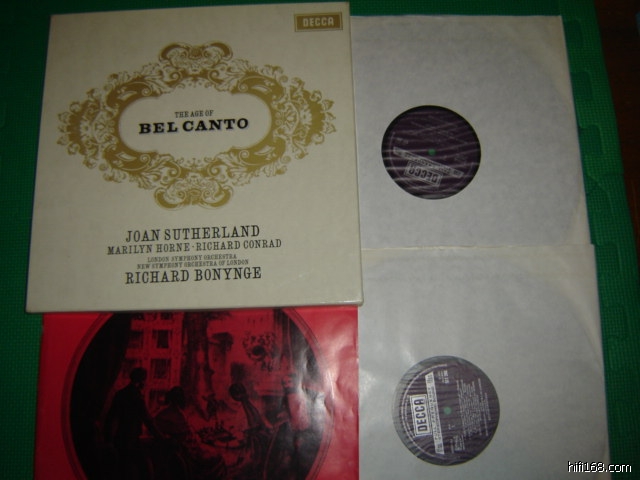 DECCA
THE AGE OF
BEL CANTO
JOAN SUTHERLAND
MARILYN HORNE · RICHARD CONRAD
LONDON SYMPHONY ORCHESTRA
NEW SYMPHONY ORCHESTRA OF LONDON
RICHARD BONYNGE
DECCA
DECCA
hifi168.com